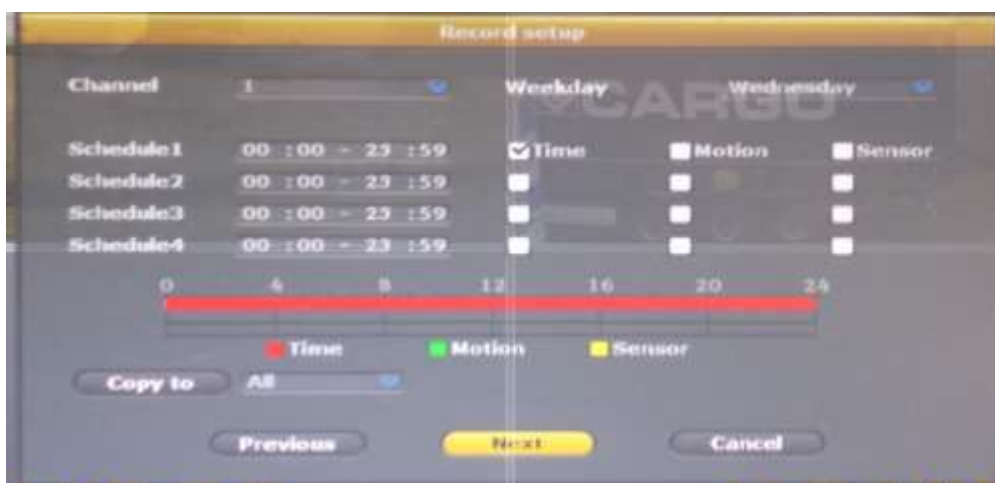 Record setup
Channel 1 Weekday Wednesday
CARGO
Schedule1 00 :00 - 23 :59 Time Motion Sensor
Schedule2 00 :00 - 23 :59
Schedule3 00 :00 - 23 :59
Schedule4 00 :00 - 23 :59
0 4 8 12 16 20 24
Time Motion Sensor
Copy to All
Previous Next Cancel